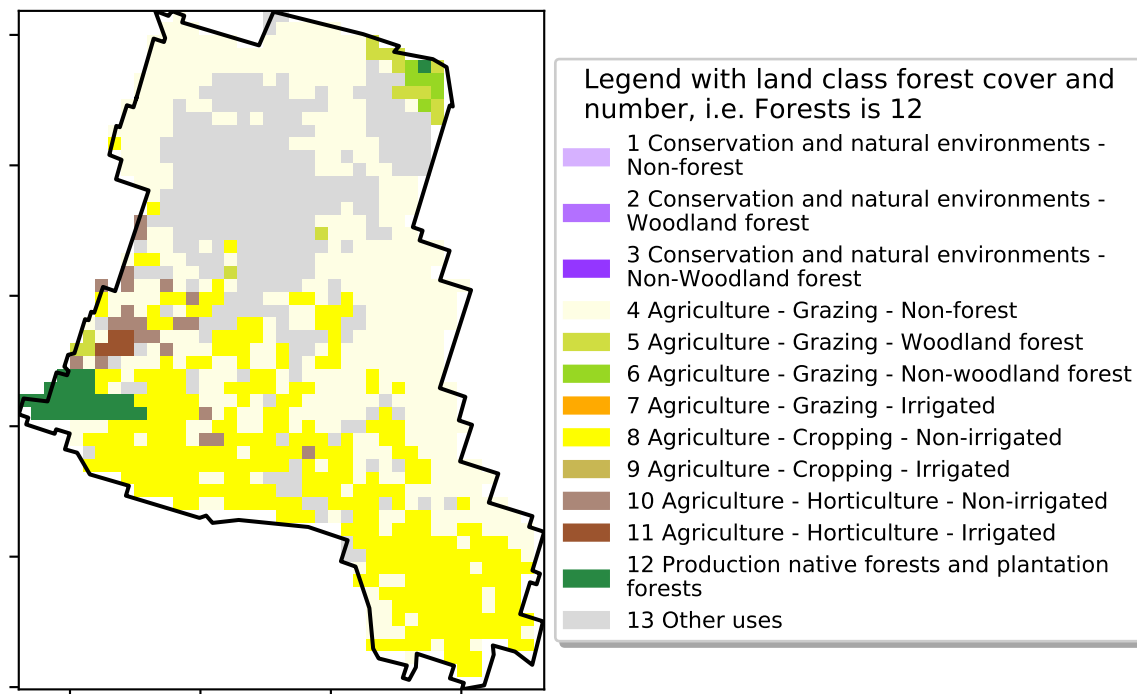 Legend with land class forest cover and
number, i.e. Forests is 12
1 Conservation and natural environments -
Non-forest
2 Conservation and natural environments -
Woodland forest
3 Conservation and natural environments -
Non-Woodland forest
4 Agriculture - Grazing - Non-forest
5 Agriculture - Grazing - Woodland forest
6 Agriculture - Grazing - Non-woodland forest
7 Agriculture - Grazing - Irrigated
8 Agriculture - Cropping - Non-irrigated
9 Agriculture - Cropping - Irrigated
10 Agriculture - Horticulture - Non-irrigated
11 Agriculture - Horticulture - Irrigated
12 Production native forests and plantation
forests
13 Other uses